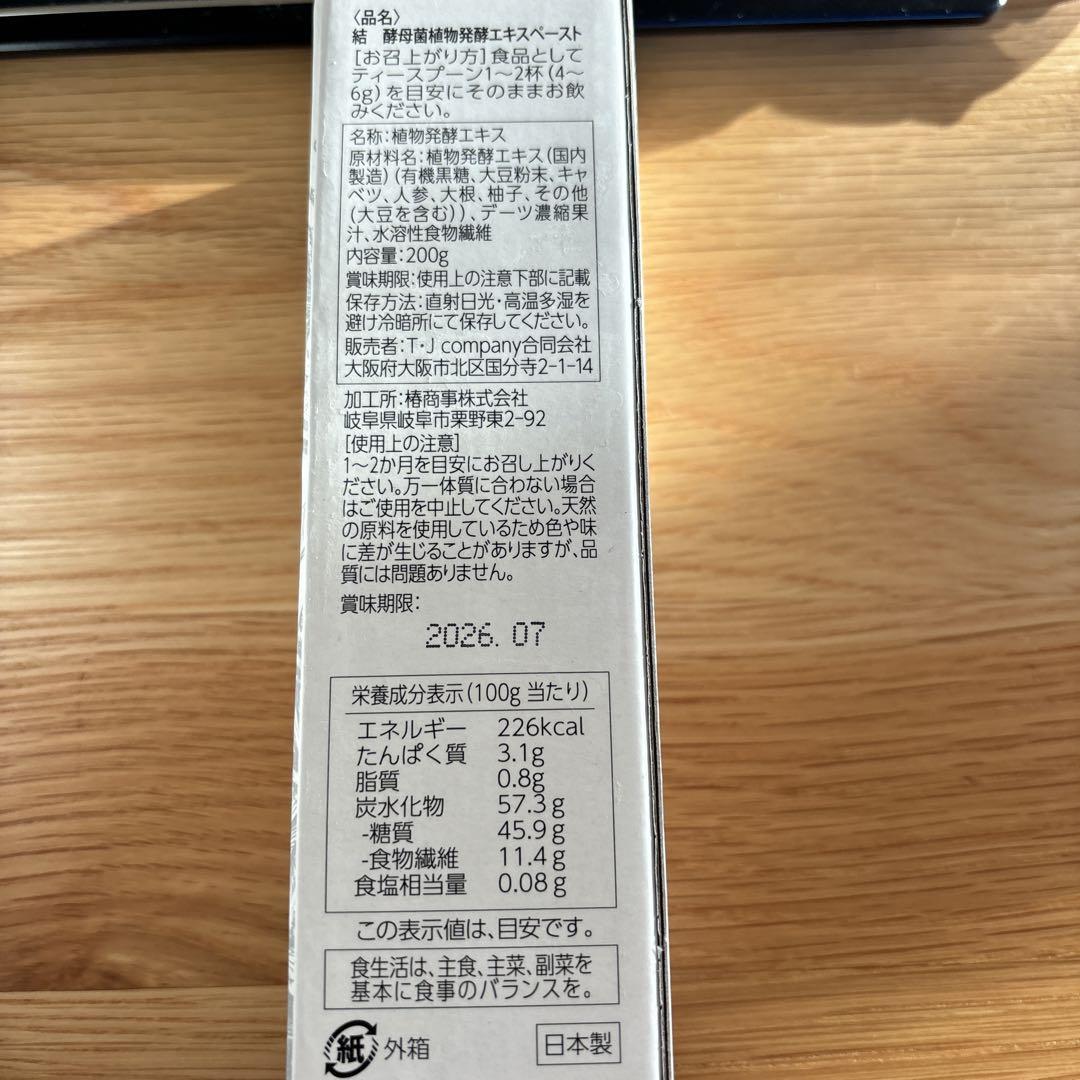 〈品名〉
結　酵母菌植物発酵エキスペースト
[お召上がり方]食品として
ティースプーン1〜2杯(4〜
6g)を目安にそのままお飲
みください。
名称:植物発酵エキス
原材料名:植物発酵エキス(国内
製造)(有機黒糖、大豆粉末、キャ
ベツ、人参、大根、柚子、その他
(大豆を含む))、デーツ濃縮果
汁、水溶性食物繊維
内容量:200g
賞味期限:使用上の注意下部に記載
保存方法:直射日光・高温多湿を
避け冷暗所にて保存してください。
販売者:T・J company合同会社
大阪府大阪市北区国分寺2-1-14
加工所:椿商事株式会社
岐阜県岐阜市粟野東2-92
[使用上の注意]
1〜2か月を目安にお召し上がりく
ださい。万一体質に合わない場合
はご使用を中止してください。天然
の原料を使用しているため色や味
に差が生じることがありますが、品
質には問題ありません。
賞味期限:
2026. 07
栄養成分表示(100g 当たり)
エネルギー 226kcal
たんぱく質 3.1g
脂質 0.8g
炭水化物 57.3g
-糖質 45.9g
-食物繊維 11.4g
食塩相当量 0.08g
この表示値は、目安です。
食生活は、主食、主菜、副菜を
基本に食事のバランスを。
紙 外箱 日本製